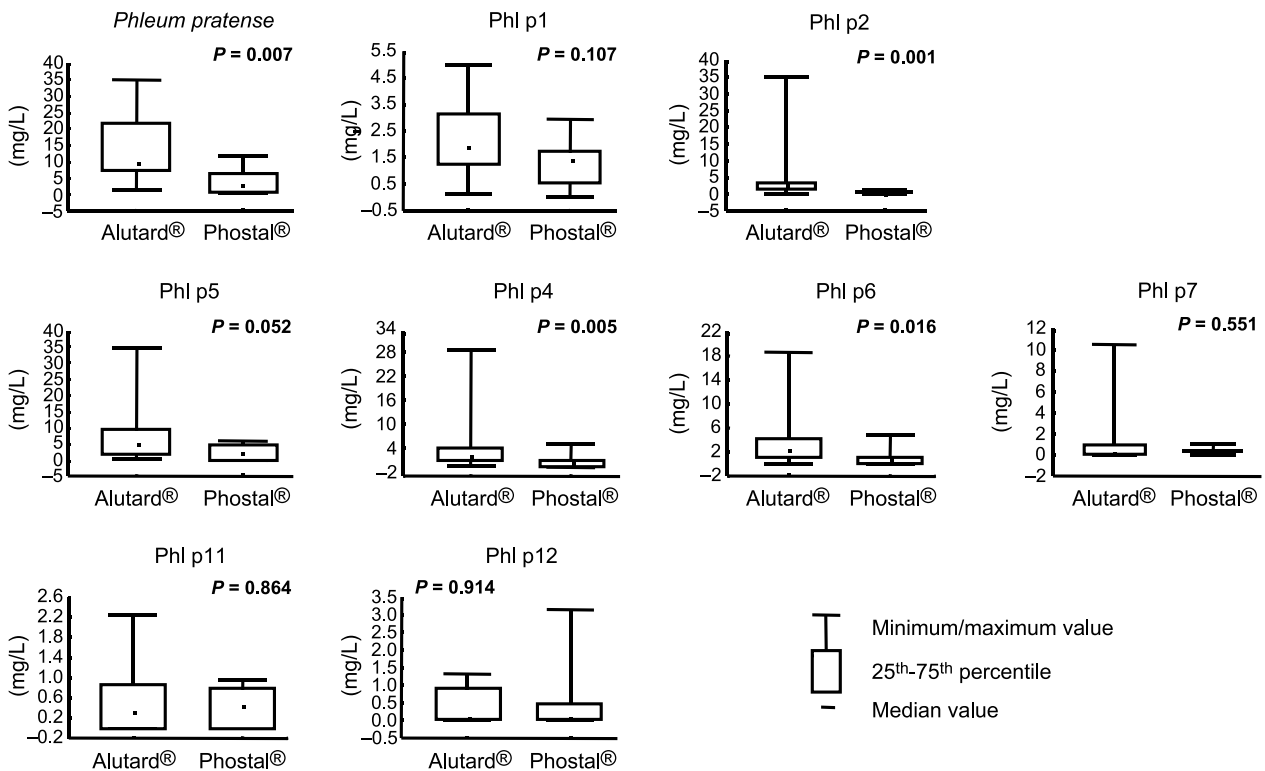 Phleum pratense
P = 0.007
(mg/L)
40
35
30
25
20
15
10
5
0
–5
Alutard® Phostal®
Phl p1
P = 0.107
(mg/L)
5.5
4.5
3.5
2.5
1.5
0.5
–0.5
Alutard® Phostal®
Phl p2
P = 0.001
(mg/L)
40
35
30
25
20
15
10
5
0
–5
Alutard® Phostal®
Phl p5
P = 0.052
(mg/L)
40
35
30
25
20
15
10
5
0
–5
Alutard® Phostal®
Phl p4
P = 0.005
(mg/L)
34
28
22
16
10
4
–2
Alutard® Phostal®
Phl p6
P = 0.016
(mg/L)
22
18
14
10
6
2
–2
Alutard® Phostal®
Phl p7
P = 0.551
(mg/L)
12
10
8
6
4
2
0
–2
Alutard® Phostal®
Phl p11
P = 0.864
(mg/L)
2.6
2.2
1.8
1.4
1.0
0.6
0.2
–0.2
Alutard® Phostal®
Phl p12
P = 0.914
(mg/L)
3.5
3.0
2.5
2.0
1.5
1.0
0.5
0.0
–0.5
Alutard® Phostal®
Minimum/maximum value
25th-75th percentile
Median value